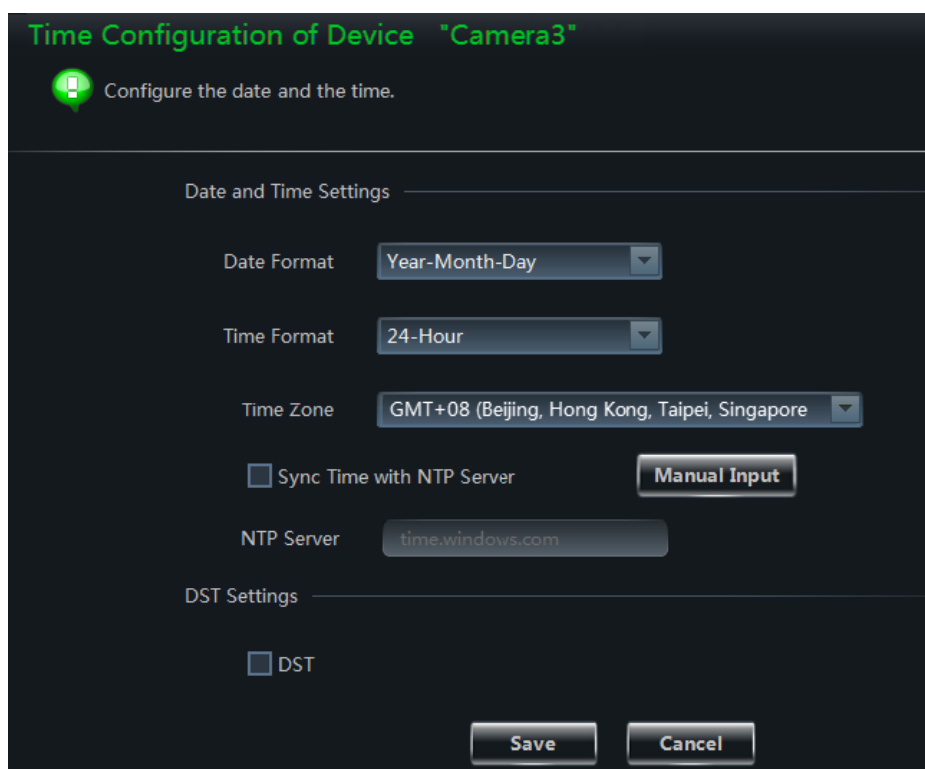 Time Configuration of Device "Camera3"
Configure the date and the time.
Date and Time Settings
Date Format Year-Month-Day
Time Format 24-Hour
Time Zone GMT+08 (Beijing, Hong Kong, Taipei, Singapore
Sync Time with NTP Server Manual Input
NTP Server time.windows.com
DST Settings
DST
Save Cancel